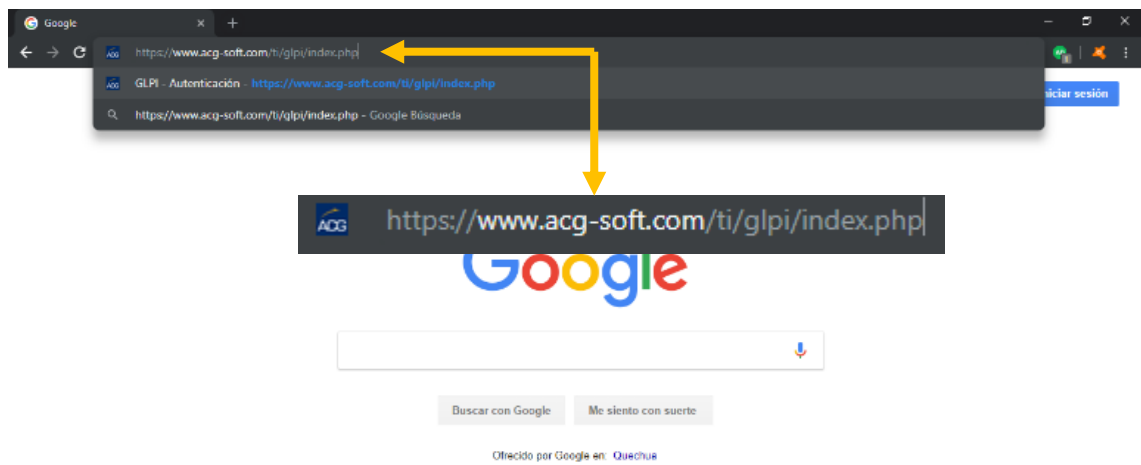 Google
https://www.acg-soft.com/ti/glpi/index.php
GLPI - Autenticación - https://www.acg-soft.com/ti/glpi/index.php
https://www.acg-soft.com/ti/glpi/index.php - Google Búsqueda
niciar sesión
ACG https://www.acg-soft.com/ti/glpi/index.php
Google
Buscar con Google Me siento con suerte
Ofrecido por Google en: Quechua